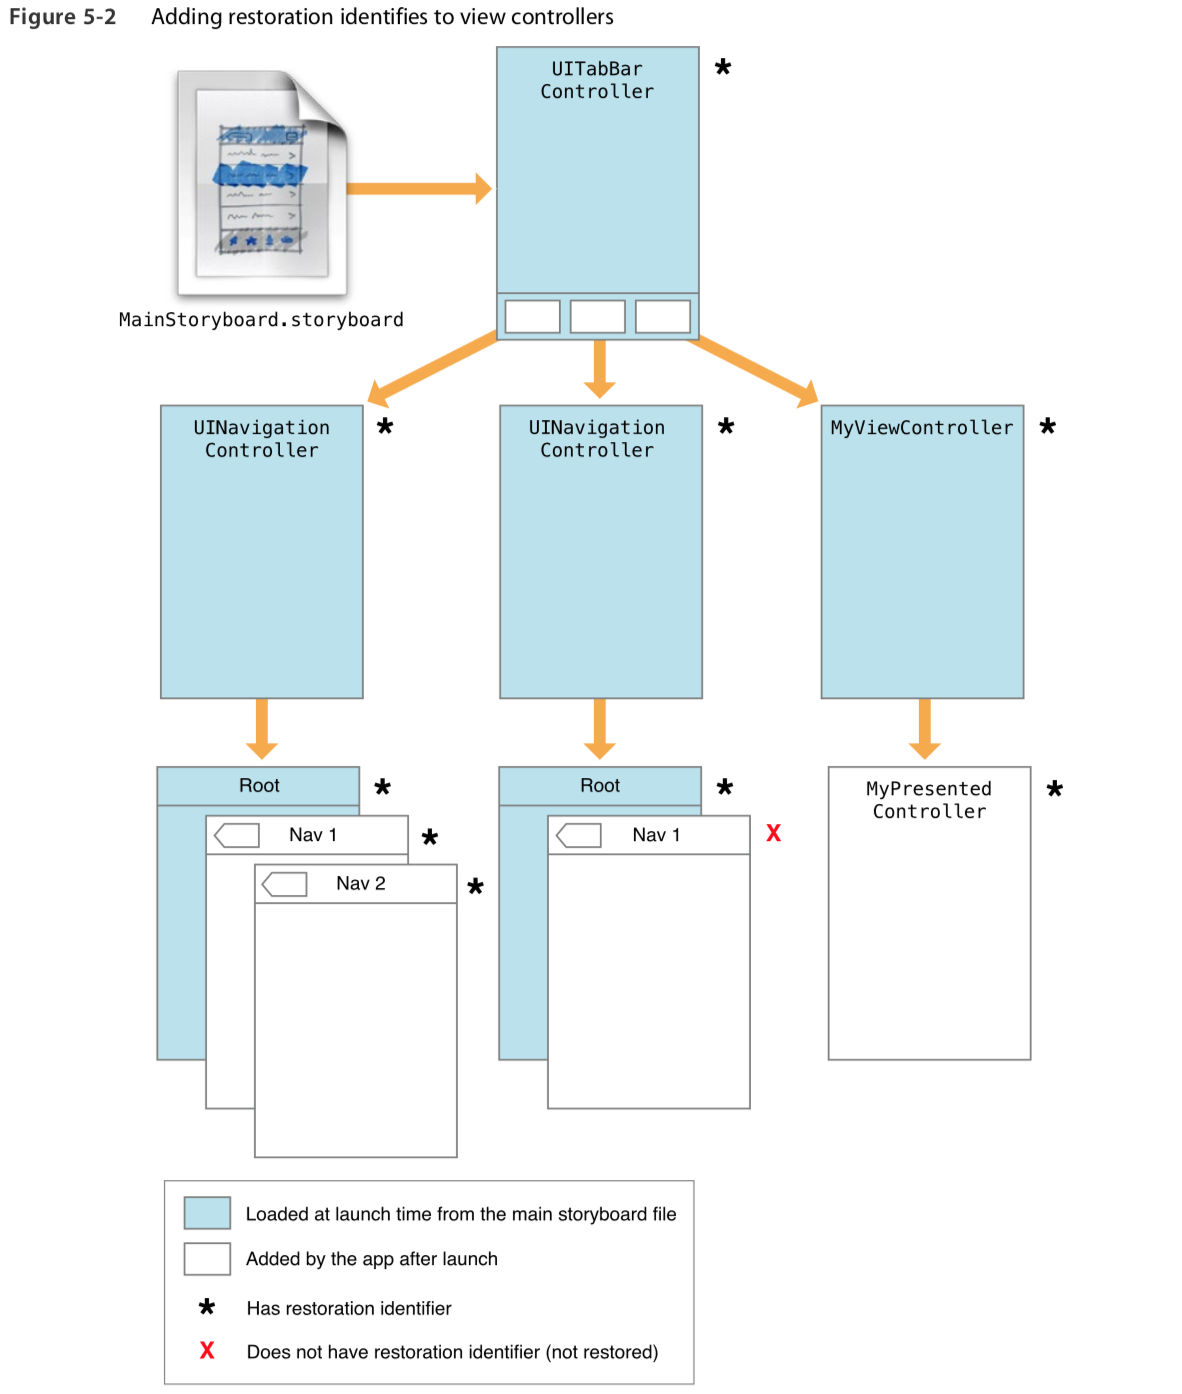 Figure 5-2 Adding restoration identifies to view controllers
UITabBar
Controller
*
MainStoryboard.storyboard
UINavigation
Controller
*
UINavigation
Controller
*
MyViewController
*
Root
*
Nav 1
*
Nav 2
*
Root
*
Nav 1
X
MyPresented
Controller
*
Loaded at launch time from the main storyboard file
Added by the app after launch
* Has restoration identifier
X Does not have restoration identifier (not restored)